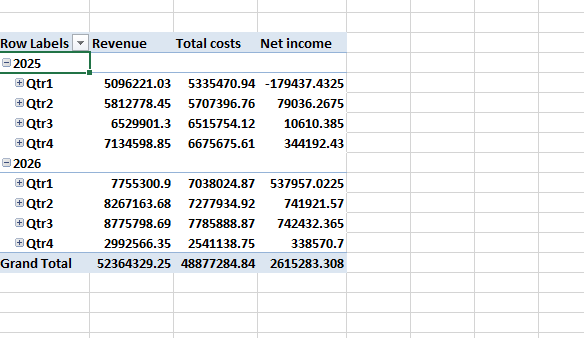 Row Labels Revenue Total costs Net income
2025
Qtr1 5096221.03 5335470.94 -179437.4325
Qtr2 5812778.45 5707396.76 79036.2675
Qtr3 6529901.3 6515754.12 10610.385
Qtr4 7134598.85 6675675.61 344192.43
2026
Qtr1 7755300.9 7038024.87 537957.0225
Qtr2 8267163.68 7277934.92 741921.57
Qtr3 8775798.69 7785888.87 742432.365
Qtr4 2992566.35 2541138.75 338570.7
Grand Total 52364329.25 48877284.84 2615283.308